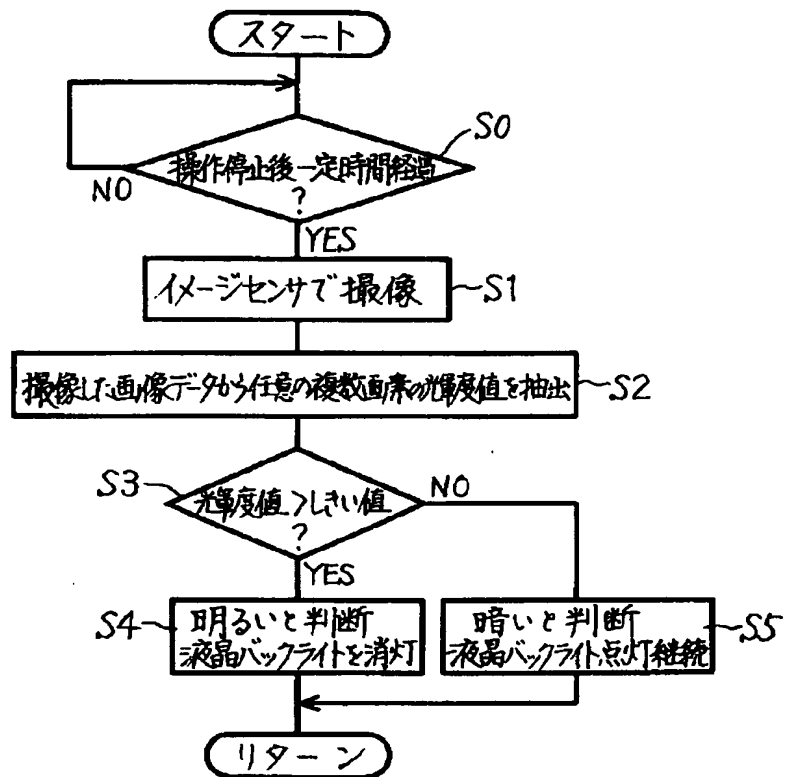 スタート
S0
操作停止後一定時間経過
?
NO
YES
イメージセンサで撮像
S1
撮像した画像データから任意の複数画素の輝度値を抽出
S2
S3
輝度値>しきい値
?
NO
YES
S4
明るいと判断
液晶バックライトを消灯
暗いと判断
液晶バックライト点灯継続
S5
リターン